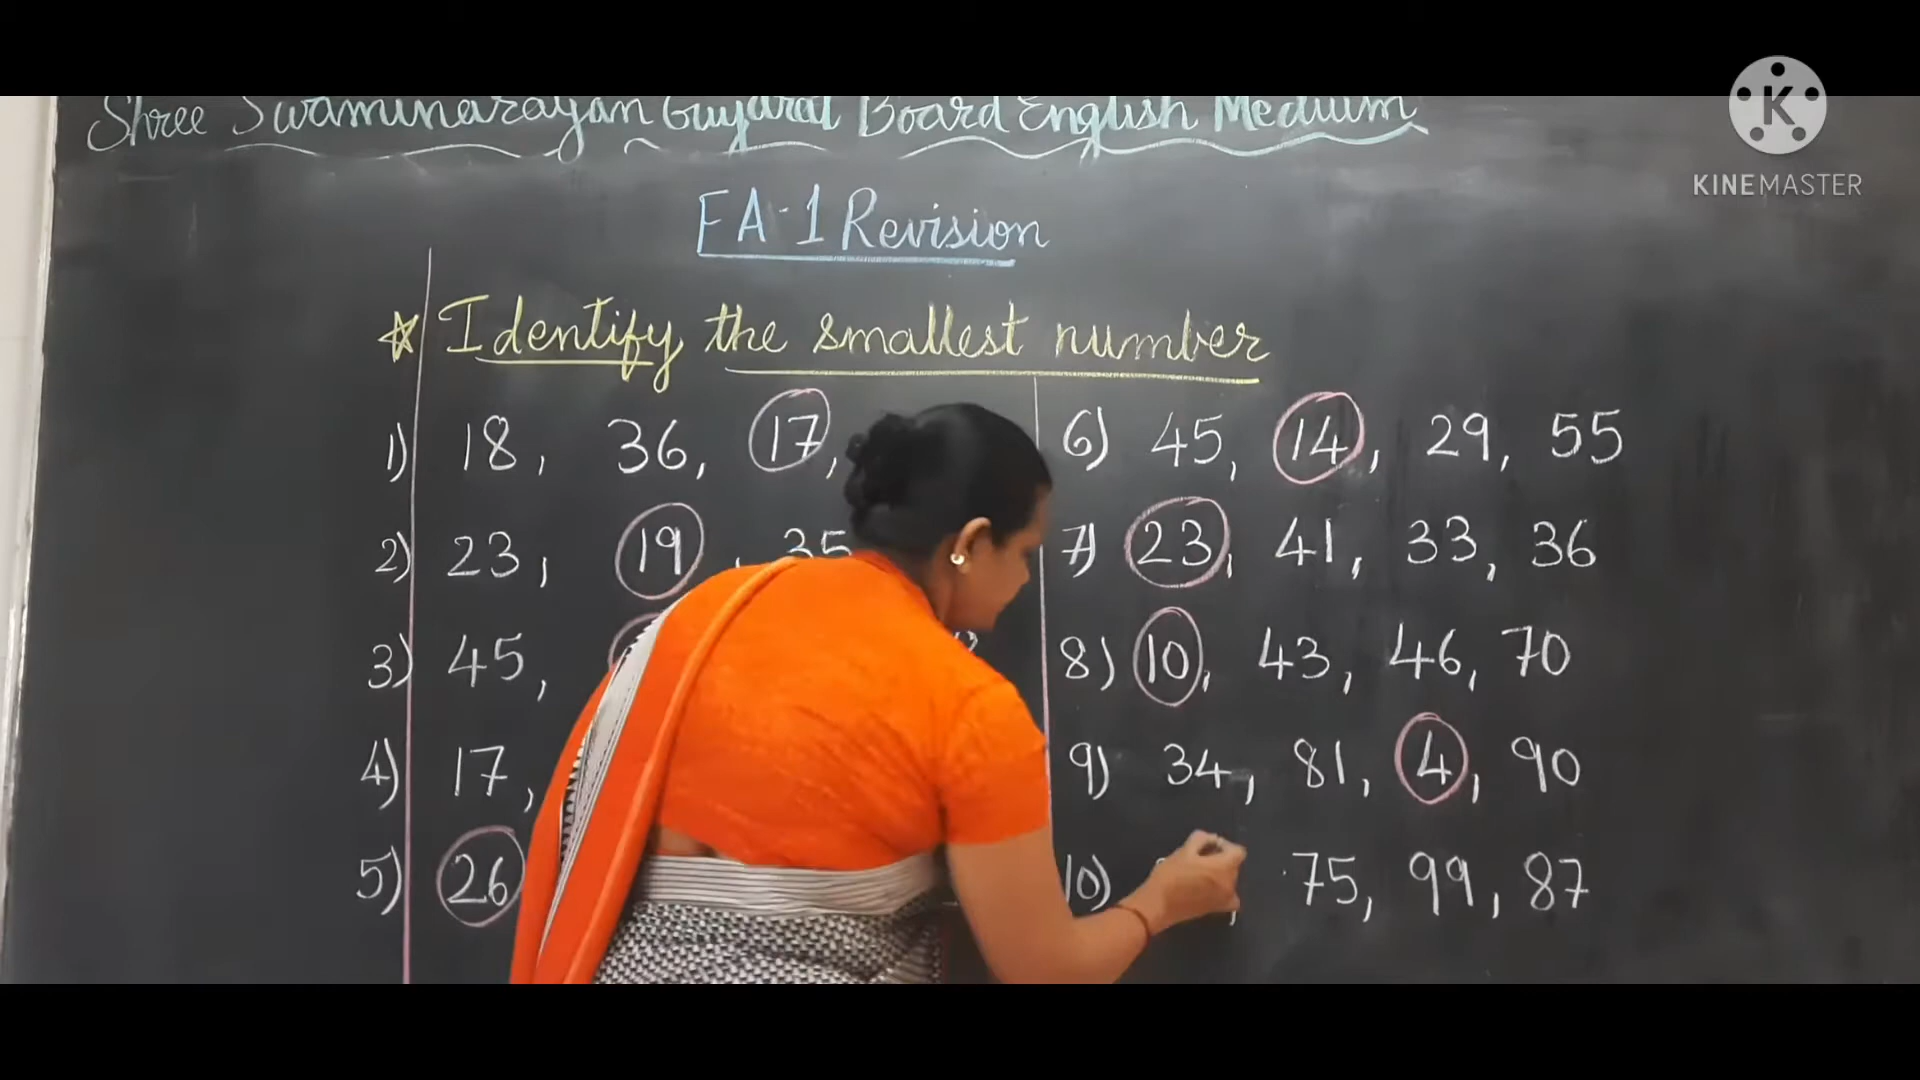 Shree Swaminarayan Gujarat Board English Medium
KINEMASTER
FA-1 Revision
☆ Identify the smallest number
1) 18, 36, 17,
2) 23, 19, 35
3) 45,
4) 17,
5) 26
6) 45, 14, 29, 55
7) 23, 41, 33, 36
8) 10, 43, 46, 70
9) 34, 81, 4, 90
10) , 75, 99, 87